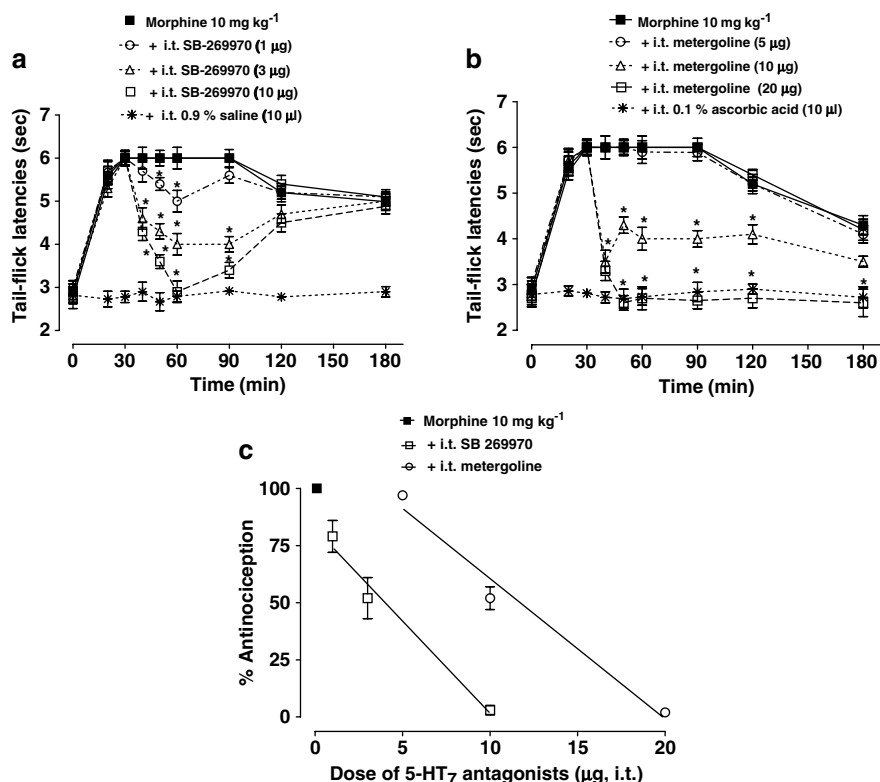 Morphine 10 mg kg⁻¹
+ i.t. SB-269970 (1 µg)
+ i.t. SB-269970 (3 µg)
+ i.t. SB-269970 (10 µg)
+ i.t. 0.9 % saline (10 µl)
a
Tail-flick latencies (sec)
7
6
5
4
3
2
0 30 60 90 120 150 180
Time (min)
Morphine 10 mg kg⁻¹
+ i.t. metergoline (5 µg)
+ i.t. metergoline (10 µg)
+ i.t. metergoline (20 µg)
+ i.t. 0.1 % ascorbic acid (10 µl)
b
Tail-flick latencies (sec)
7
6
5
4
3
2
0 30 60 90 120 150 180
Time (min)
Morphine 10 mg kg⁻¹
+ i.t. SB 269970
+ i.t. metergoline
c
% Antinociception
100
75
50
25
0
0 5 10 15 20
Dose of 5-HT₇ antagonists (µg, i.t.)